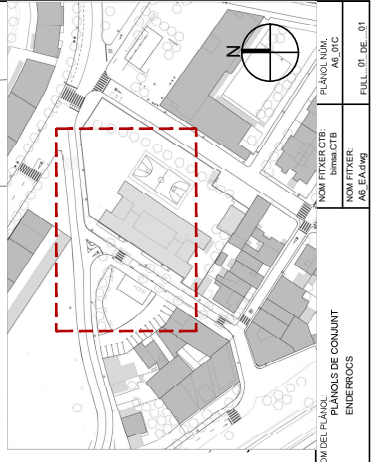 N
PLÀNOL NÚM.
A6_01C
FULL..01..DE....01
NOM FITXER CTB:
bimsa.CTB
NOM FITXER:
A6_EA.dwg
OM DEL PLÀNOL:
PLÀNOLS DE CONJUNT
ENDERROCS